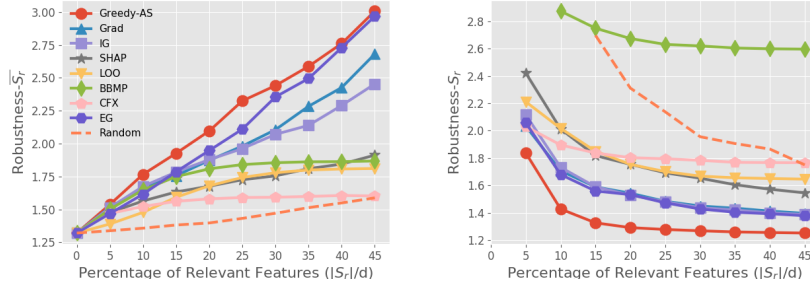 3.00
2.75
2.50
2.25
2.00
1.75
1.50
1.25
Robustness-S̅r
Greedy-AS
Grad
IG
SHAP
LOO
BBMP
CFX
EG
Random
0 5 10 15 20 25 30 35 40 45
Percentage of Relevant Features (|Sr|/d)
2.8
2.6
2.4
2.2
2.0
1.8
1.6
1.4
1.2
Robustness-Sr
0 5 10 15 20 25 30 35 40 45
Percentage of Relevant Features (|Sr|/d)